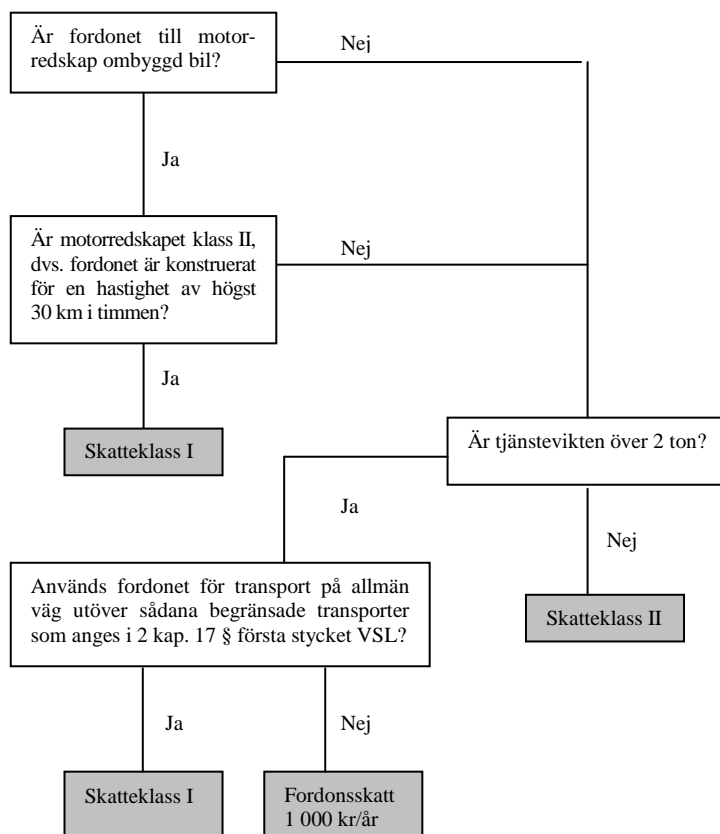 Är fordonet till motor-
redskap ombyggd bil?
Nej
Ja
Är motorredskapet klass II,
dvs. fordonet är konstruerat
för en hastighet av högst
30 km i timmen?
Nej
Ja
Skatteklass I
Är tjänstevikten över 2 ton?
Ja
Nej
Används fordonet för transport på allmän
väg utöver sådana begränsade transporter
som anges i 2 kap. 17 § första stycket VSL?
Skatteklass II
Ja
Nej
Skatteklass I
Fordonsskatt
1 000 kr/år